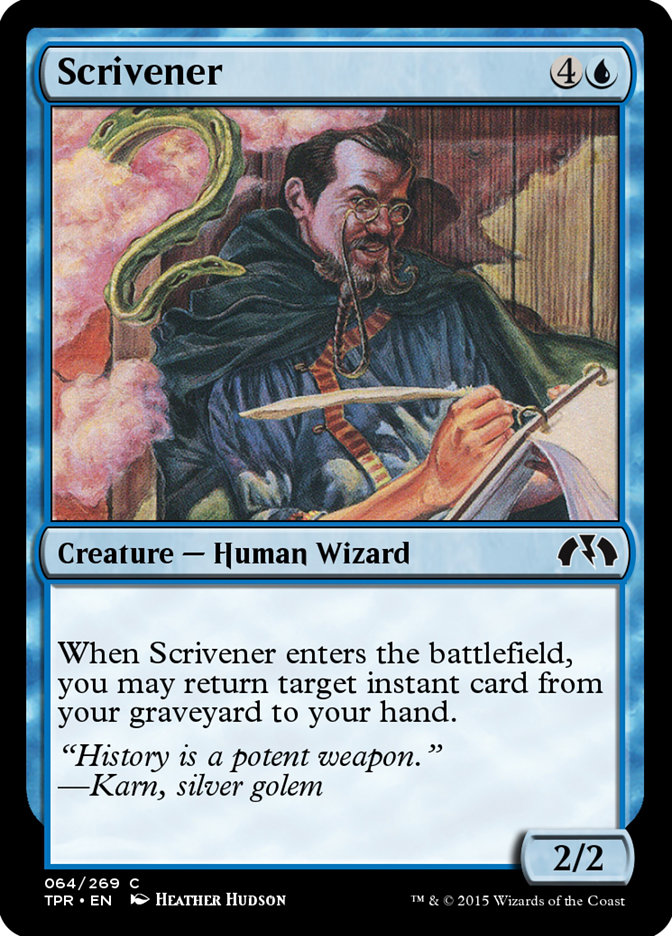 Scrivener 4
Creature — Human Wizard
When Scrivener enters the battlefield,
you may return target instant card from
your graveyard to your hand.
“History is a potent weapon.”
—Karn, silver golem
2/2
064/269 C
TPR • EN Heather Hudson ™ & © 2015 Wizards of the Coast